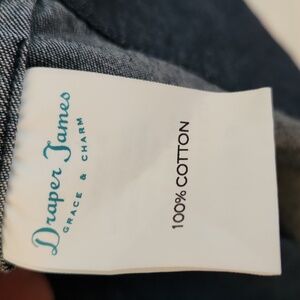 Draper James
GRACE & CHARM
100% COTTON